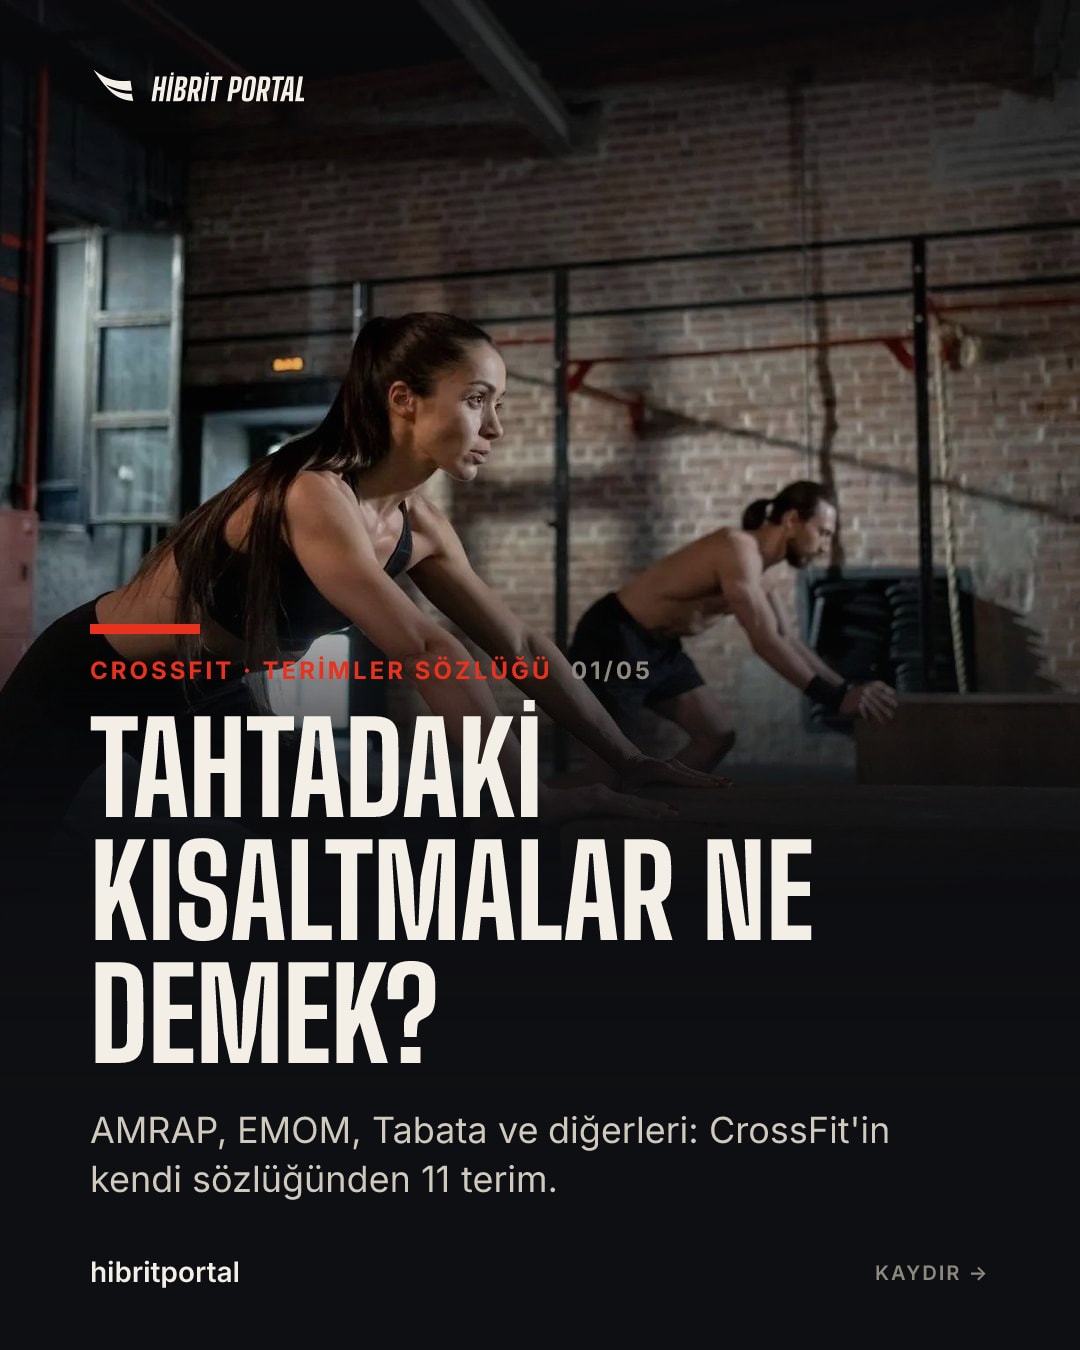 HİBRİT PORTAL
CROSSFIT · TERİMLER SÖZLÜĞÜ 01/05
TAHTADAKİ
KISALTMALAR NE
DEMEK?
AMRAP, EMOM, Tabata ve diğerleri: CrossFit'in
kendi sözlüğünden 11 terim.
hibritportal
KAYDIR →